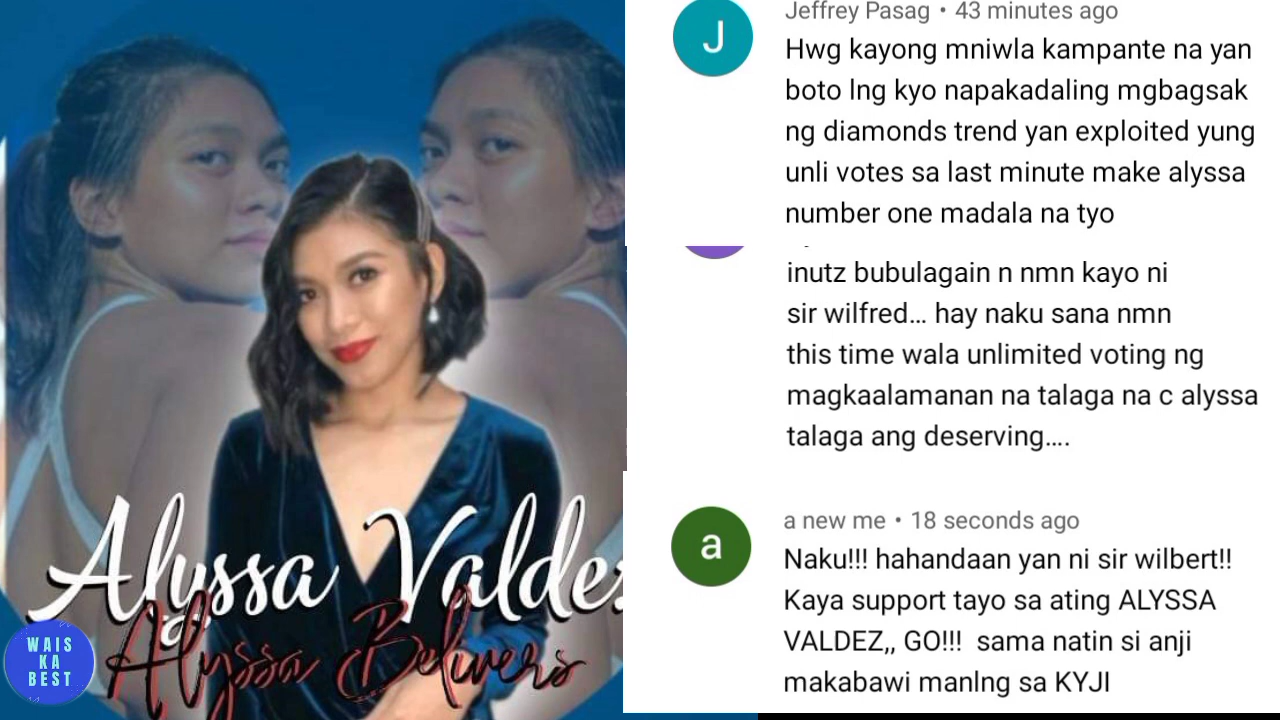 Alyssa Valdez
Alyssa Belivers
WAIS
KA
BEST
Jeffrey Pasag • 43 minutes ago
Hwg kayong mniwla kampante na yan
boto lng kyo napakadaling mgbagsak
ng diamonds trend yan exploited yung
unli votes sa last minute make alyssa
number one madala na tyo
inutz bubulagain n nmn kayo ni
sir wilfred... hay naku sana nmn
this time wala unlimited voting ng
magkaalamanan na talaga na c alyssa
talaga ang deserving....
a new me • 18 seconds ago
Naku!!! hahandaan yan ni sir wilbert!!
Kaya support tayo sa ating ALYSSA
VALDEZ,, GO!!!  sama natin si anji
makabawi manlng sa KYJI